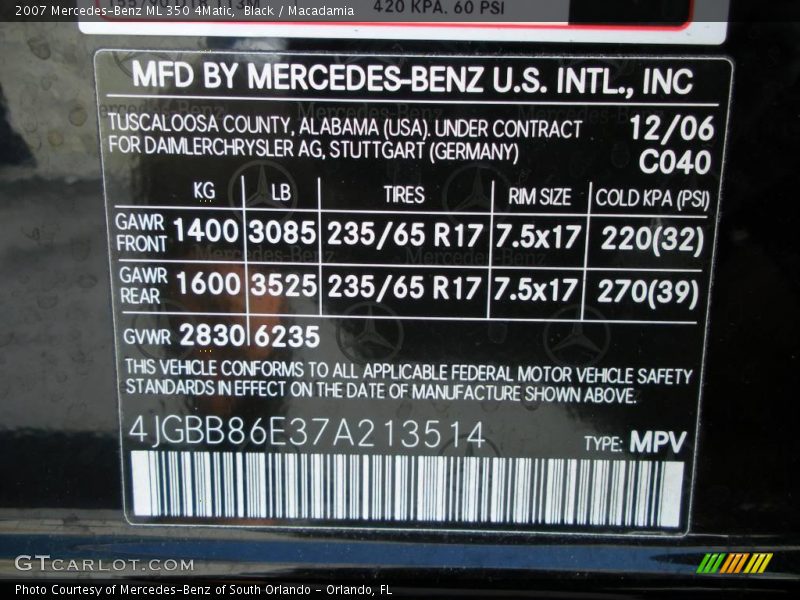 2007 Mercedes-Benz ML 350 4Matic, Black / Macadamia
420 KPA. 60 PSI
MFD BY MERCEDES-BENZ U.S. INTL., INC
TUSCALOOSA COUNTY, ALABAMA (USA). UNDER CONTRACT
FOR DAIMLERCHRYSLER AG, STUTTGART (GERMANY)
12/06
C040
KG LB TIRES RIM SIZE COLD KPA (PSI)
GAWR FRONT 1400 3085 235/65 R17 7.5x17 220(32)
GAWR REAR 1600 3525 235/65 R17 7.5x17 270(39)
GVWR 2830 6235
THIS VEHICLE CONFORMS TO ALL APPLICABLE FEDERAL MOTOR VEHICLE SAFETY
STANDARDS IN EFFECT ON THE DATE OF MANUFACTURE SHOWN ABOVE.
4JGBB86E37A213514 TYPE: MPV
GTCARLOT.COM
Photo Courtesy of Mercedes-Benz of South Orlando - Orlando, FL